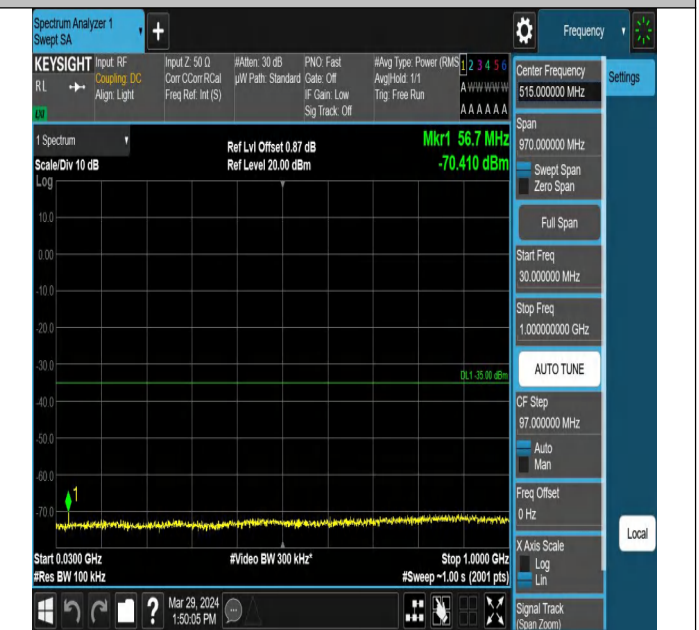 Spectrum Analyzer 1
Swept SA
Frequency
KEYSIGHT
RL
LXI
Input: RF
Coupling: DC
Align: Light
Input Z: 50 Ω
Corr CCorr RCal
Freq Ref: Int (S)
#Atten: 30 dB
µW Path: Standard
PNO: Fast
Gate: Off
IF Gain: Low
Sig Track: Off
#Avg Type: Power (RMS
Avg|Hold: 1/1
Trig: Free Run
1 2 3 4 5 6
A W W W W W
A A A A A A
1 Spectrum
Scale/Div 10 dB
Log
Ref Lvl Offset 0.87 dB
Ref Level 20.00 dBm
Mkr1 56.7 MHz
-70.410 dBm
10.0
0.00
-10.0
-20.0
-30.0
DL1 -35.00 dBm
-40.0
-50.0
-60.0
1
-70.0
Start 0.0300 GHz
#Res BW 100 kHz
#Video BW 300 kHz*
Stop 1.0000 GHz
#Sweep ~1.00 s (2001 pts)
Mar 29, 2024
1:50:05 PM
Center Frequency
515.000000 MHz
Settings
Span
970.000000 MHz
Swept Span
Zero Span
Full Span
Start Freq
30.000000 MHz
Stop Freq
1.000000000 GHz
AUTO TUNE
CF Step
97.000000 MHz
Auto
Man
Freq Offset
0 Hz
Local
X Axis Scale
Log
Lin
Signal Track
(Span Zoom)